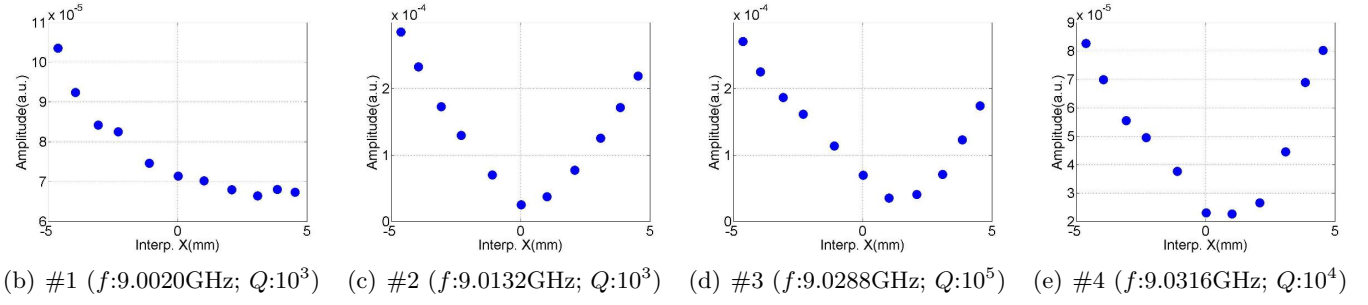 x 10⁻⁵
11
10
9
8
7
6
-5
0
5
Amplitude(a.u.)
Interp. X(mm)
(b) #1 (f:9.0020GHz; Q:10³)
x 10⁻⁴
2
1
0
-5
0
5
Amplitude(a.u.)
Interp. X(mm)
(c) #2 (f:9.0132GHz; Q:10³)
x 10⁻⁴
2
1
0
-5
0
5
Amplitude(a.u.)
Interp. X(mm)
(d) #3 (f:9.0288GHz; Q:10⁵)
x 10⁻⁵
9
8
7
6
5
4
3
2
-5
0
5
Amplitude(a.u.)
Interp. X(mm)
(e) #4 (f:9.0316GHz; Q:10⁴)